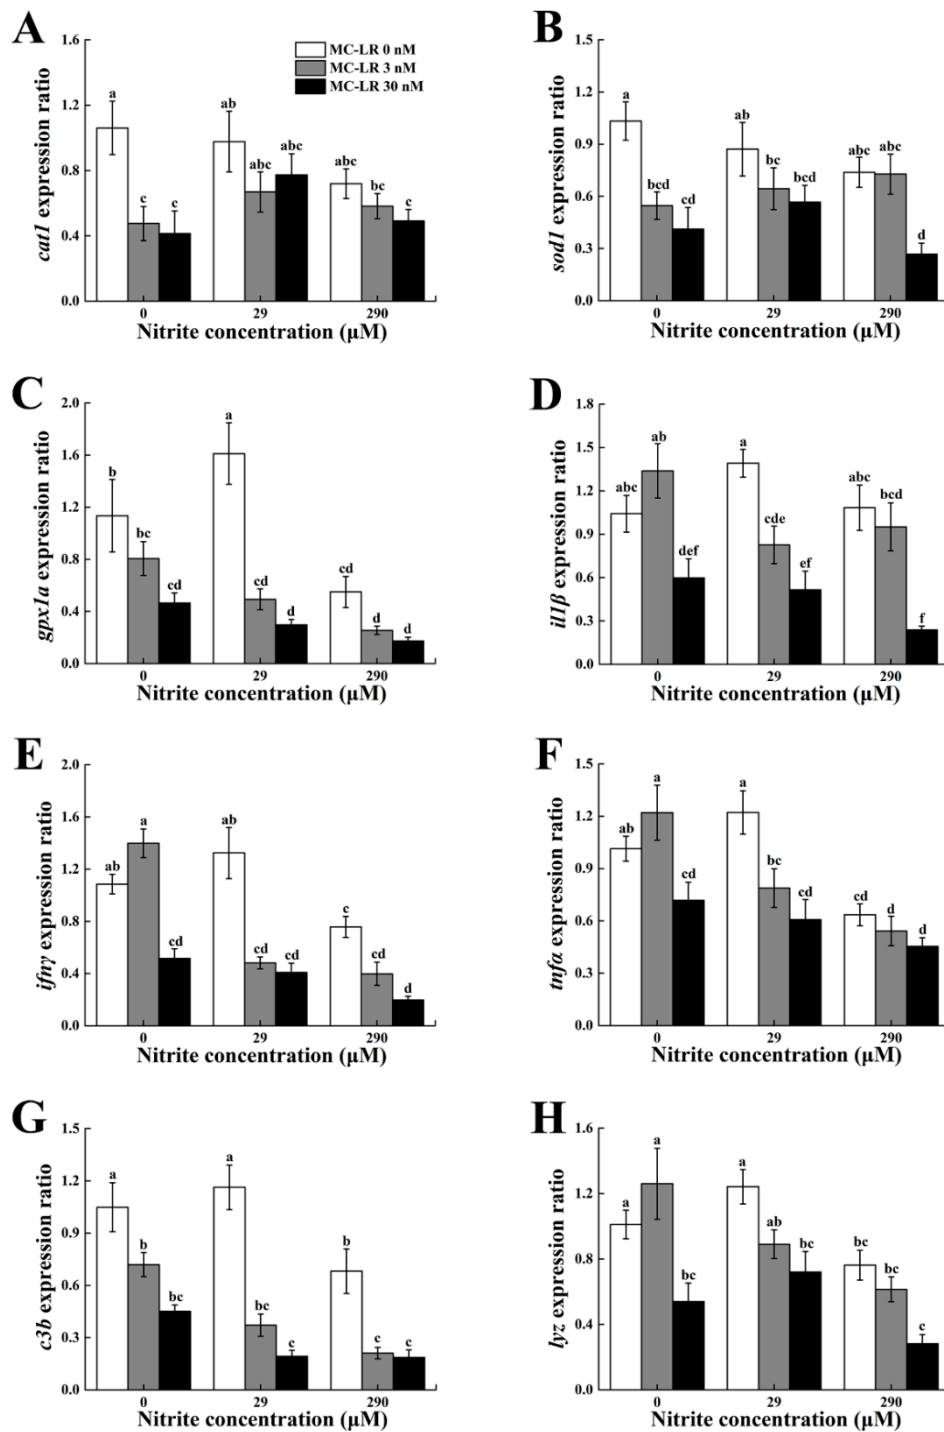 A
cat1 expression ratio
1.6
1.2
0.8
0.4
0.0
MC-LR 0 nM
MC-LR 3 nM
MC-LR 30 nM
a
c
c
ab
abc
abc
abc
bc
c
0
29
290
Nitrite concentration (μM)
B
sod1 expression ratio
1.5
1.2
0.9
0.6
0.3
0.0
a
bcd
cd
ab
bc
bcd
abc
abc
d
0
29
290
Nitrite concentration (μM)
C
gpx1a expression ratio
2.0
1.6
1.2
0.8
0.4
0.0
b
bc
cd
a
cd
d
cd
d
d
0
29
290
Nitrite concentration (μM)
D
il1β expression ratio
1.8
1.5
1.2
0.9
0.6
0.3
0.0
abc
ab
def
a
cde
ef
abc
bcd
f
0
29
290
Nitrite concentration (μM)
E
ifnγ expression ratio
2.0
1.6
1.2
0.8
0.4
0.0
ab
a
cd
ab
cd
cd
c
cd
d
0
29
290
Nitrite concentration (μM)
F
tnfα expression ratio
1.5
1.2
0.9
0.6
0.3
0.0
ab
a
cd
a
bc
cd
cd
d
d
0
29
290
Nitrite concentration (μM)
G
c3b expression ratio
1.5
1.2
0.9
0.6
0.3
0.0
a
b
bc
a
bc
c
b
c
c
0
29
290
Nitrite concentration (μM)
H
lyz expression ratio
1.6
1.2
0.8
0.4
0.0
a
a
bc
a
ab
bc
bc
bc
c
0
29
290
Nitrite concentration (μM)